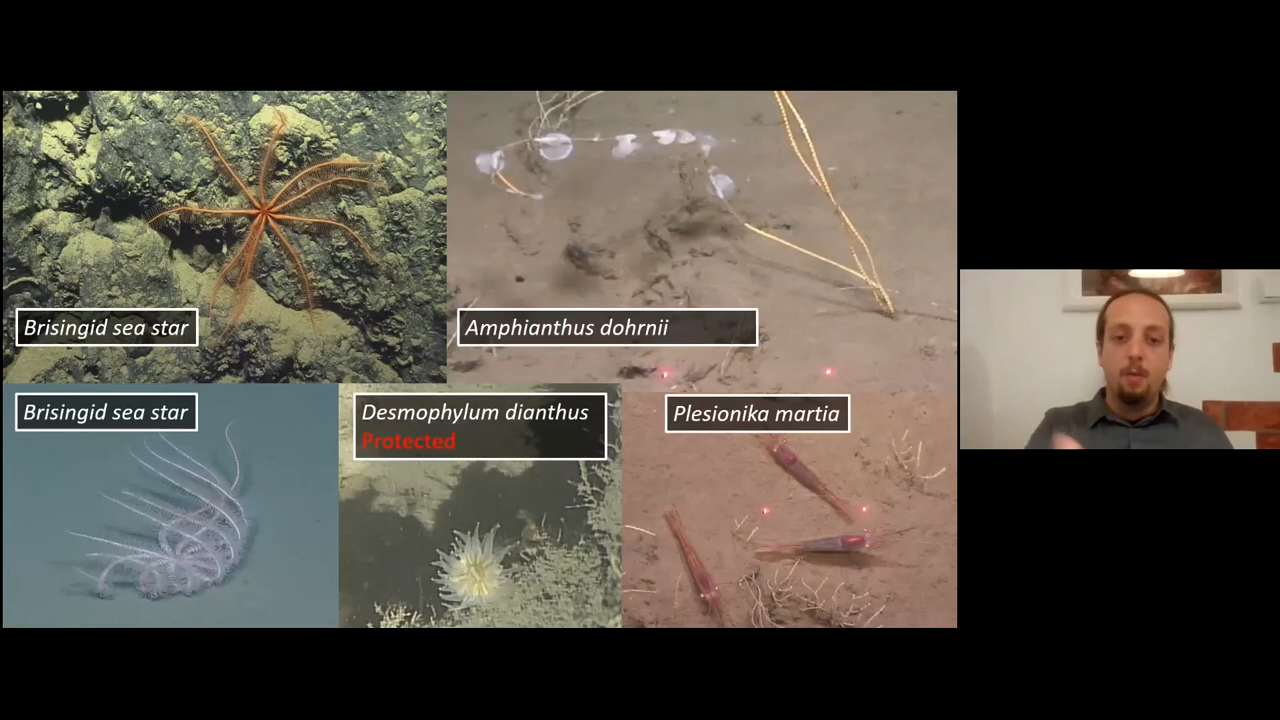 Brisingid sea star
Amphianthus dohrnii
Brisingid sea star
Desmophylum dianthus
Protected
Plesionika martia